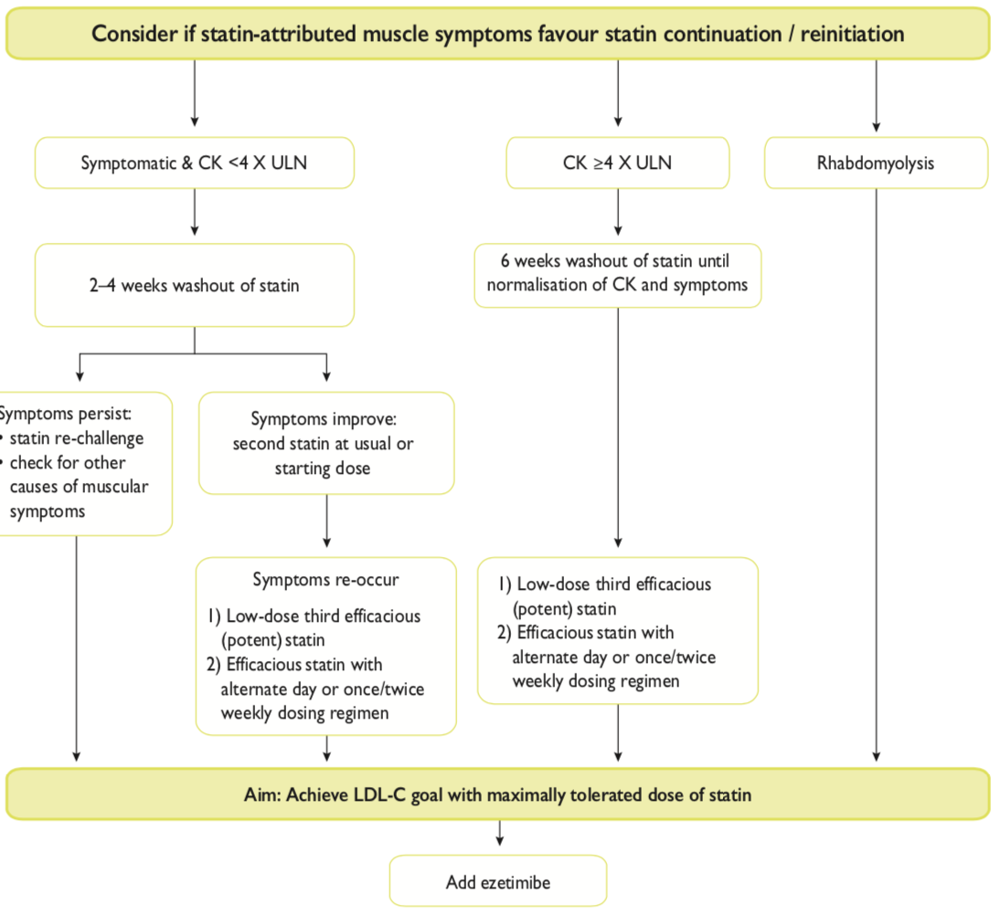 Consider if statin-attributed muscle symptoms favour statin continuation / reinitiation
Symptomatic & CK <4 X ULN
CK ≥4 X ULN
Rhabdomyolysis
2–4 weeks washout of statin
6 weeks washout of statin until
normalisation of CK and symptoms
Symptoms persist:
• statin re-challenge
• check for other
causes of muscular
symptoms
Symptoms improve:
second statin at usual or
starting dose
Symptoms re-occur
1) Low-dose third efficacious
(potent) statin
2) Efficacious statin with
alternate day or once/twice
weekly dosing regimen
1) Low-dose third efficacious
(potent) statin
2) Efficacious statin with
alternate day or once/twice
weekly dosing regimen
Aim: Achieve LDL-C goal with maximally tolerated dose of statin
Add ezetimibe